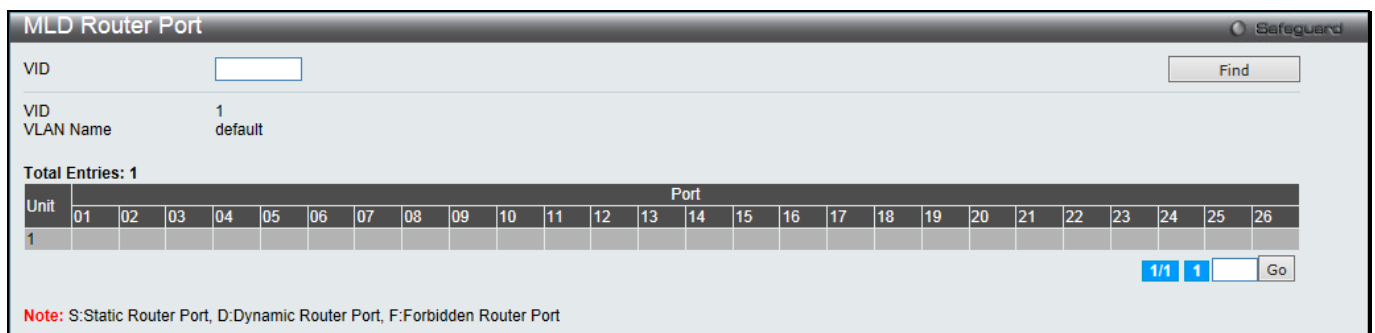 MLD Router Port Safeguard
VID Find
VID 1
VLAN Name default
Total Entries: 1
Unit Port
01 02 03 04 05 06 07 08 09 10 11 12 13 14 15 16 17 18 19 20 21 22 23 24 25 26
1
1/1 1 Go
Note: S:Static Router Port, D:Dynamic Router Port, F:Forbidden Router Port